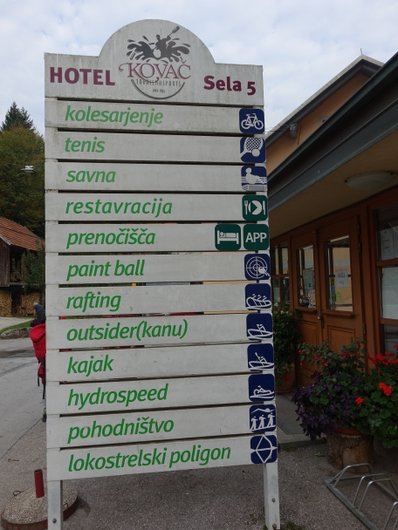 HOTEL KOVAČ Sela 5
kolesarjenje
tenis
savna
restavracija
prenočišča APP
paint ball
rafting
outsider(kanu)
kajak
hydrospeed
pohodništvo
lokostrelski poligon